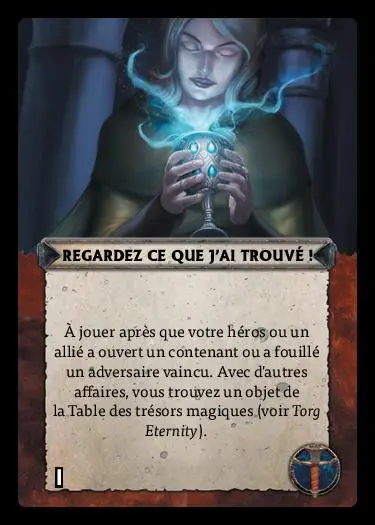 REGARDEZ CE QUE J'AI TROUVÉ !
À jouer après que votre héros ou un
allié a ouvert un contenant ou a fouillé
un adversaire vaincu. Avec d'autres
affaires, vous trouvez un objet de
la Table des trésors magiques (voir Torg
Eternity).